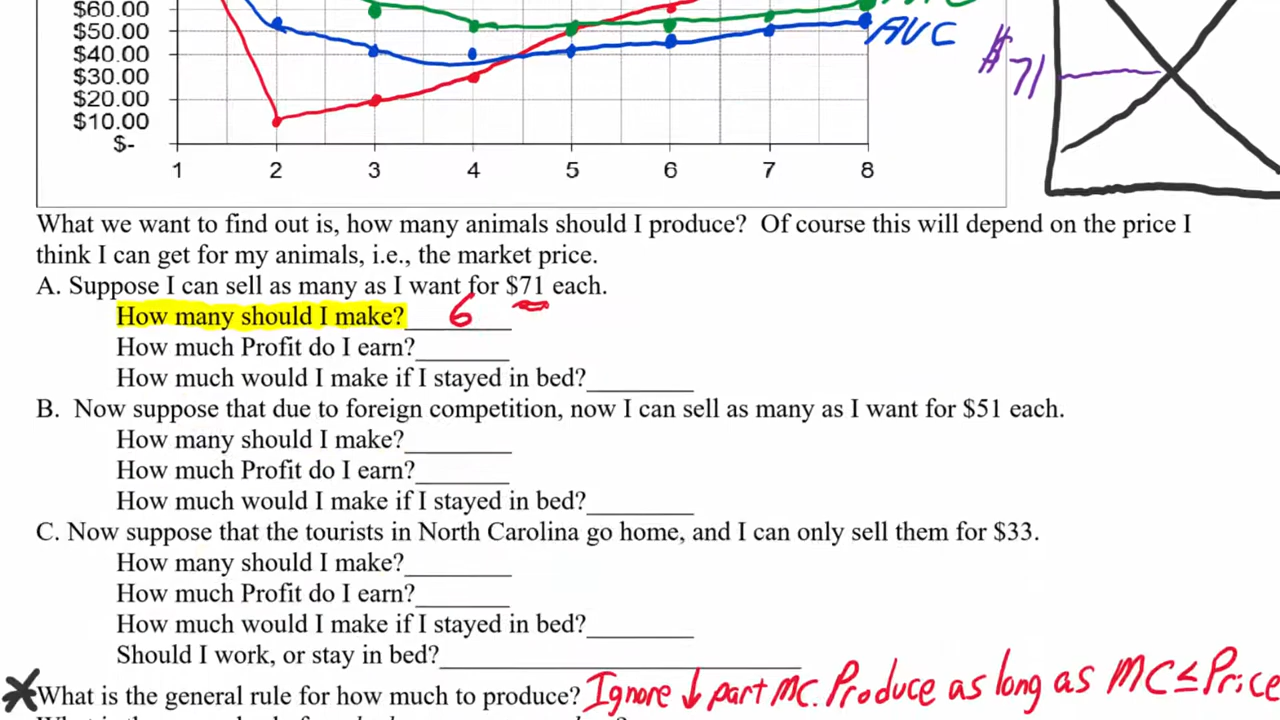 $60.00
$50.00
AVC
$40.00
$71
$30.00
$20.00
$10.00
$-
1 2 3 4 5 6 7 8
What we want to find out is, how many animals should I produce? Of course this will depend on the price I
think I can get for my animals, i.e., the market price.
A. Suppose I can sell as many as I want for $71 each.
How many should I make? 6
How much Profit do I earn?________
How much would I make if I stayed in bed?_________
B. Now suppose that due to foreign competition, now I can sell as many as I want for $51 each.
How many should I make?_________
How much Profit do I earn?________
How much would I make if I stayed in bed?_________
C. Now suppose that the tourists in North Carolina go home, and I can only sell them for $33.
How many should I make?_________
How much Profit do I earn?________
How much would I make if I stayed in bed?_________
Should I work, or stay in bed?______________________________
What is the general rule for how much to produce? Ignore ↓ part MC. Produce as long as MC≤Price